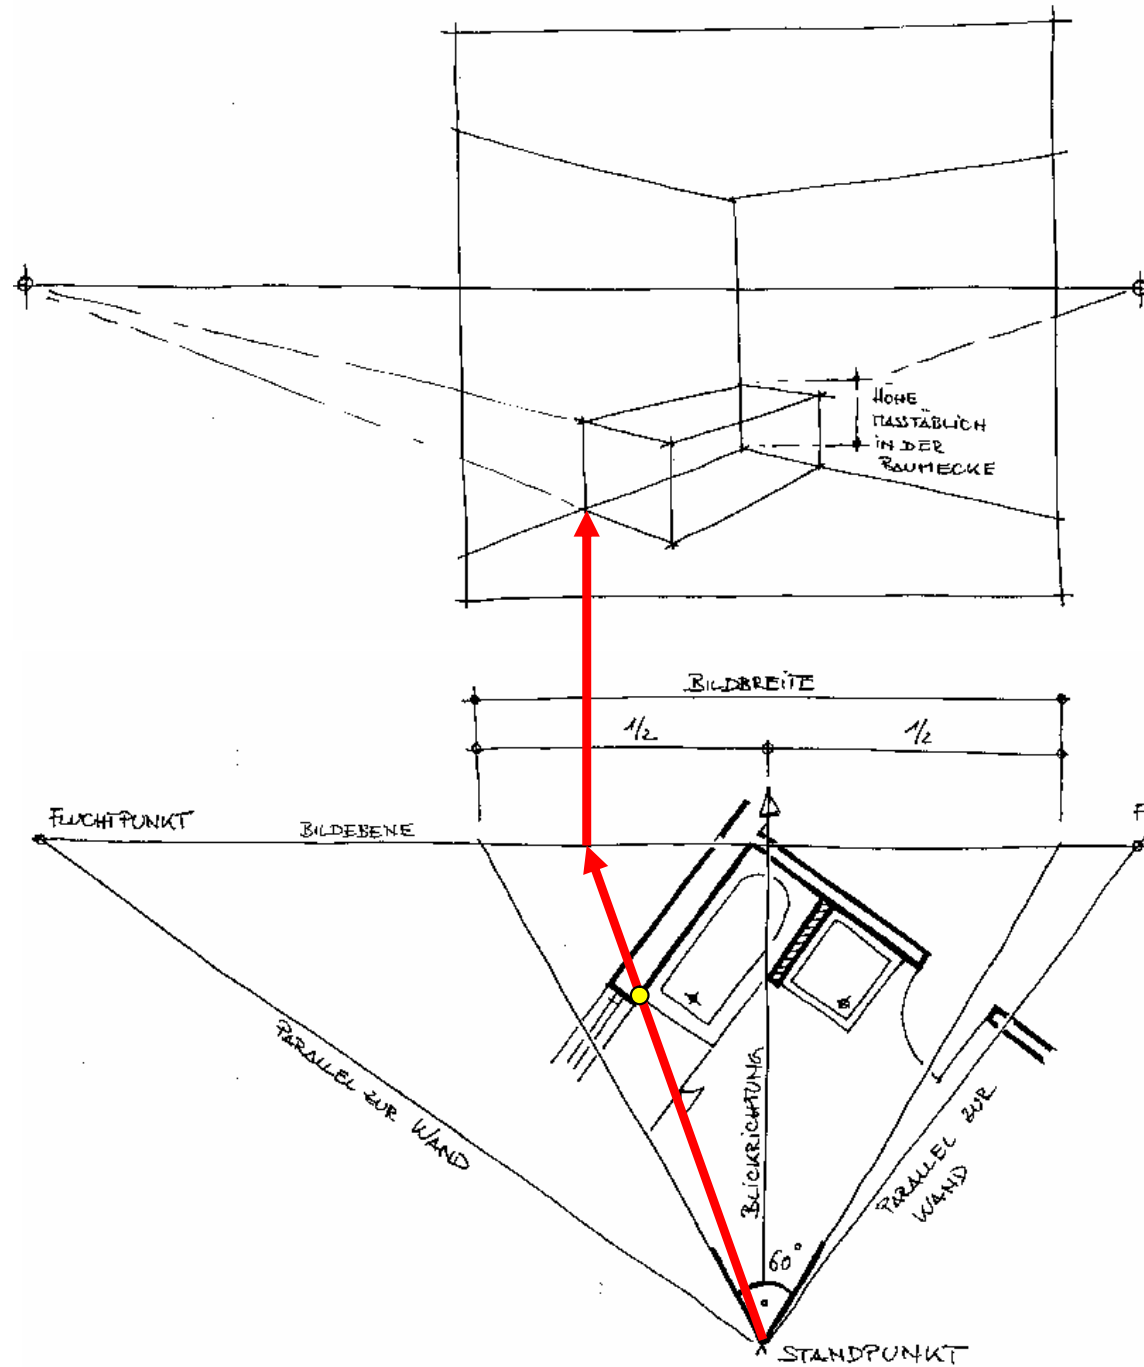 HÖHE
MASSTÄBLICH
IN DER
RAUMECKE
BILDBREITE
1/2 1/2
FLUCHTPUNKT
BILDEBENE
F
PARALLEL ZUR WAND
BLICKRICHTUNG
PARALLEL ZUR
WAND
60°
STANDPUNKT